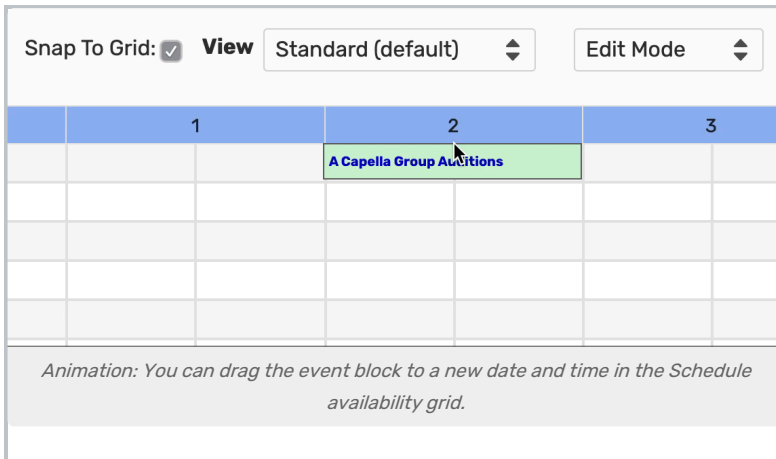 Snap To Grid: View Standard (default) Edit Mode
1 2 3
A Capella Group Auditions
Animation: You can drag the event block to a new date and time in the Schedule
availability grid.